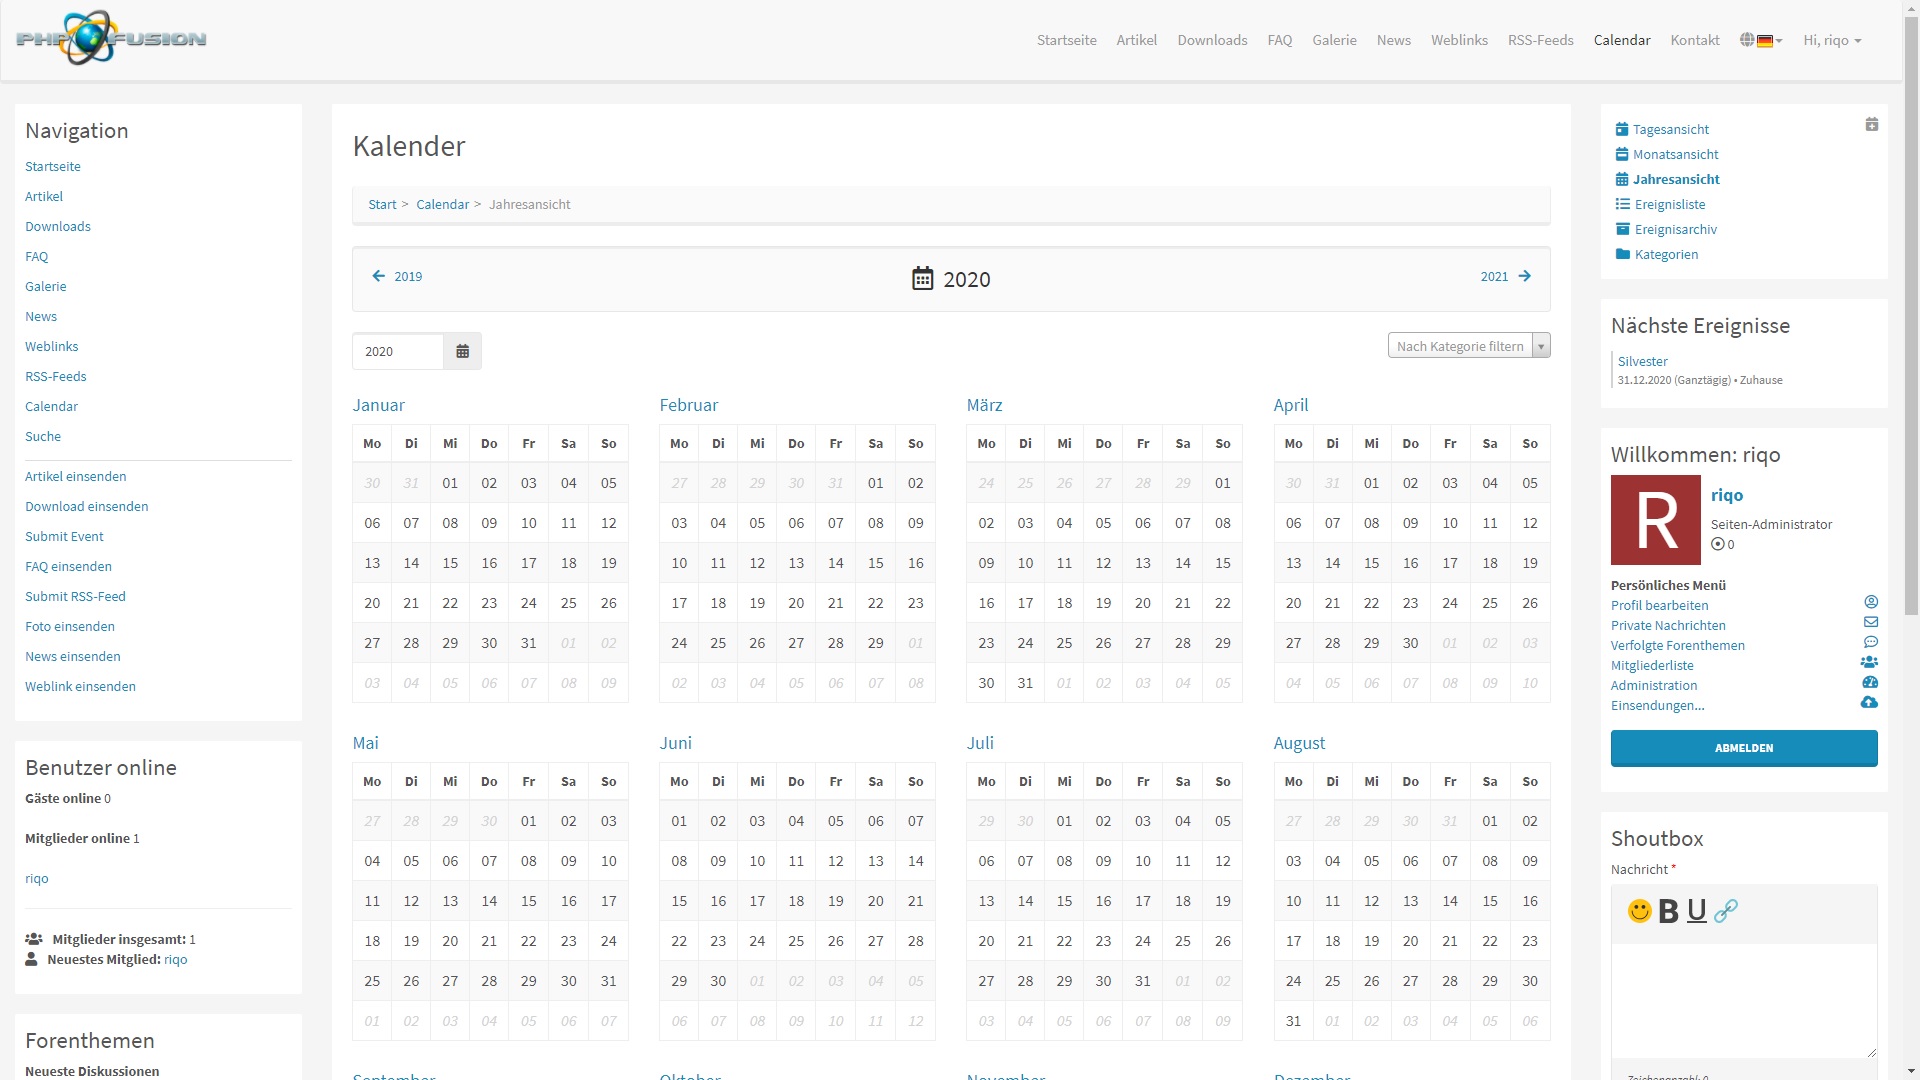 PHP FUSION
Startseite Artikel Downloads FAQ Galerie News Weblinks RSS-Feeds Calendar Kontakt Hi, riqo
Navigation
Startseite
Artikel
Downloads
FAQ
Galerie
News
Weblinks
RSS-Feeds
Calendar
Suche
Artikel einsenden
Download einsenden
Submit Event
FAQ einsenden
Submit RSS-Feed
Foto einsenden
News einsenden
Weblink einsenden
Benutzer online
Gäste online 0
Mitglieder online 1
riqo
Mitglieder insgesamt: 1
Neuestes Mitglied: riqo
Forenthemen
Neueste Diskussionen
Kalender
Start > Calendar > Jahresansicht
2019 2020 2021
2020 Nach Kategorie filtern
Januar
Mo Di Mi Do Fr Sa So
30 31 01 02 03 04 05
06 07 08 09 10 11 12
13 14 15 16 17 18 19
20 21 22 23 24 25 26
27 28 29 30 31 01 02
03 04 05 06 07 08 09
Februar
Mo Di Mi Do Fr Sa So
27 28 29 30 31 01 02
03 04 05 06 07 08 09
10 11 12 13 14 15 16
17 18 19 20 21 22 23
24 25 26 27 28 29 01
02 03 04 05 06 07 08
März
Mo Di Mi Do Fr Sa So
24 25 26 27 28 29 01
02 03 04 05 06 07 08
09 10 11 12 13 14 15
16 17 18 19 20 21 22
23 24 25 26 27 28 29
30 31 01 02 03 04 05
April
Mo Di Mi Do Fr Sa So
30 31 01 02 03 04 05
06 07 08 09 10 11 12
13 14 15 16 17 18 19
20 21 22 23 24 25 26
27 28 29 30 01 02 03
04 05 06 07 08 09 10
Mai
Mo Di Mi Do Fr Sa So
27 28 29 30 01 02 03
04 05 06 07 08 09 10
11 12 13 14 15 16 17
18 19 20 21 22 23 24
25 26 27 28 29 30 31
01 02 03 04 05 06 07
Juni
Mo Di Mi Do Fr Sa So
01 02 03 04 05 06 07
08 09 10 11 12 13 14
15 16 17 18 19 20 21
22 23 24 25 26 27 28
29 30 01 02 03 04 05
06 07 08 09 10 11 12
Juli
Mo Di Mi Do Fr Sa So
29 30 01 02 03 04 05
06 07 08 09 10 11 12
13 14 15 16 17 18 19
20 21 22 23 24 25 26
27 28 29 30 31 01 02
03 04 05 06 07 08 09
August
Mo Di Mi Do Fr Sa So
27 28 29 30 31 01 02
03 04 05 06 07 08 09
10 11 12 13 14 15 16
17 18 19 20 21 22 23
24 25 26 27 28 29 30
31 01 02 03 04 05 06
September Oktober November Dezember
Tagesansicht
Monatsansicht
Jahresansicht
Ereignisliste
Ereignisarchiv
Kategorien
Nächste Ereignisse
Silvester
31.12.2020 (Ganztägig) • Zuhause
Willkommen: riqo
R
riqo
Seiten-Administrator
0
Persönliches Menü
Profil bearbeiten
Private Nachrichten
Verfolgte Forenthemen
Mitgliederliste
Administration
Einsendungen...
ABMELDEN
Shoutbox
Nachricht *
B U
Zeichenanzahl: 0